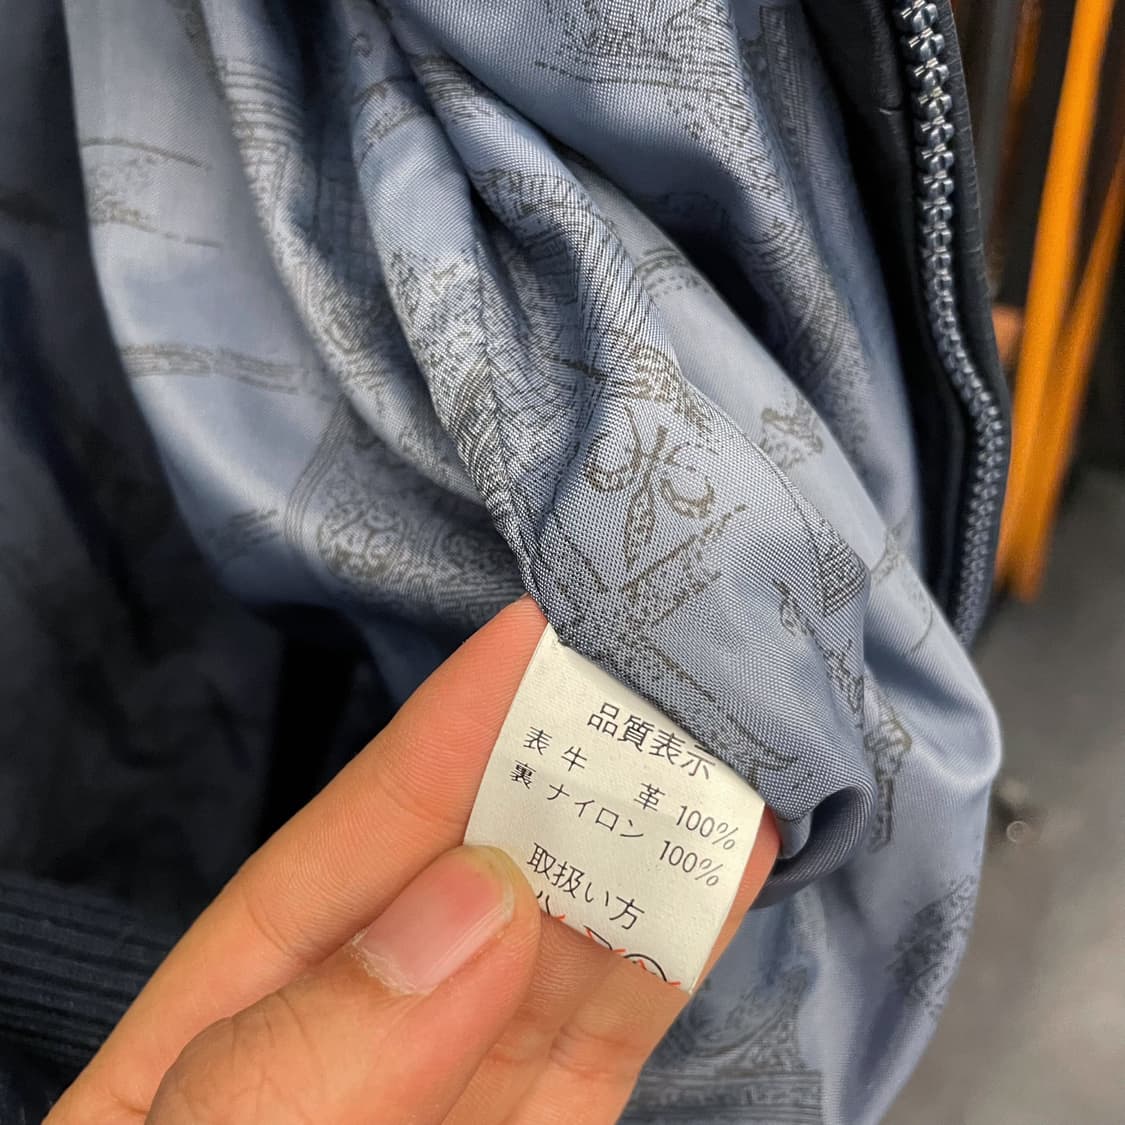 品質表示
表 牛 革 100%
裏 ナイロン 100%
取扱い方